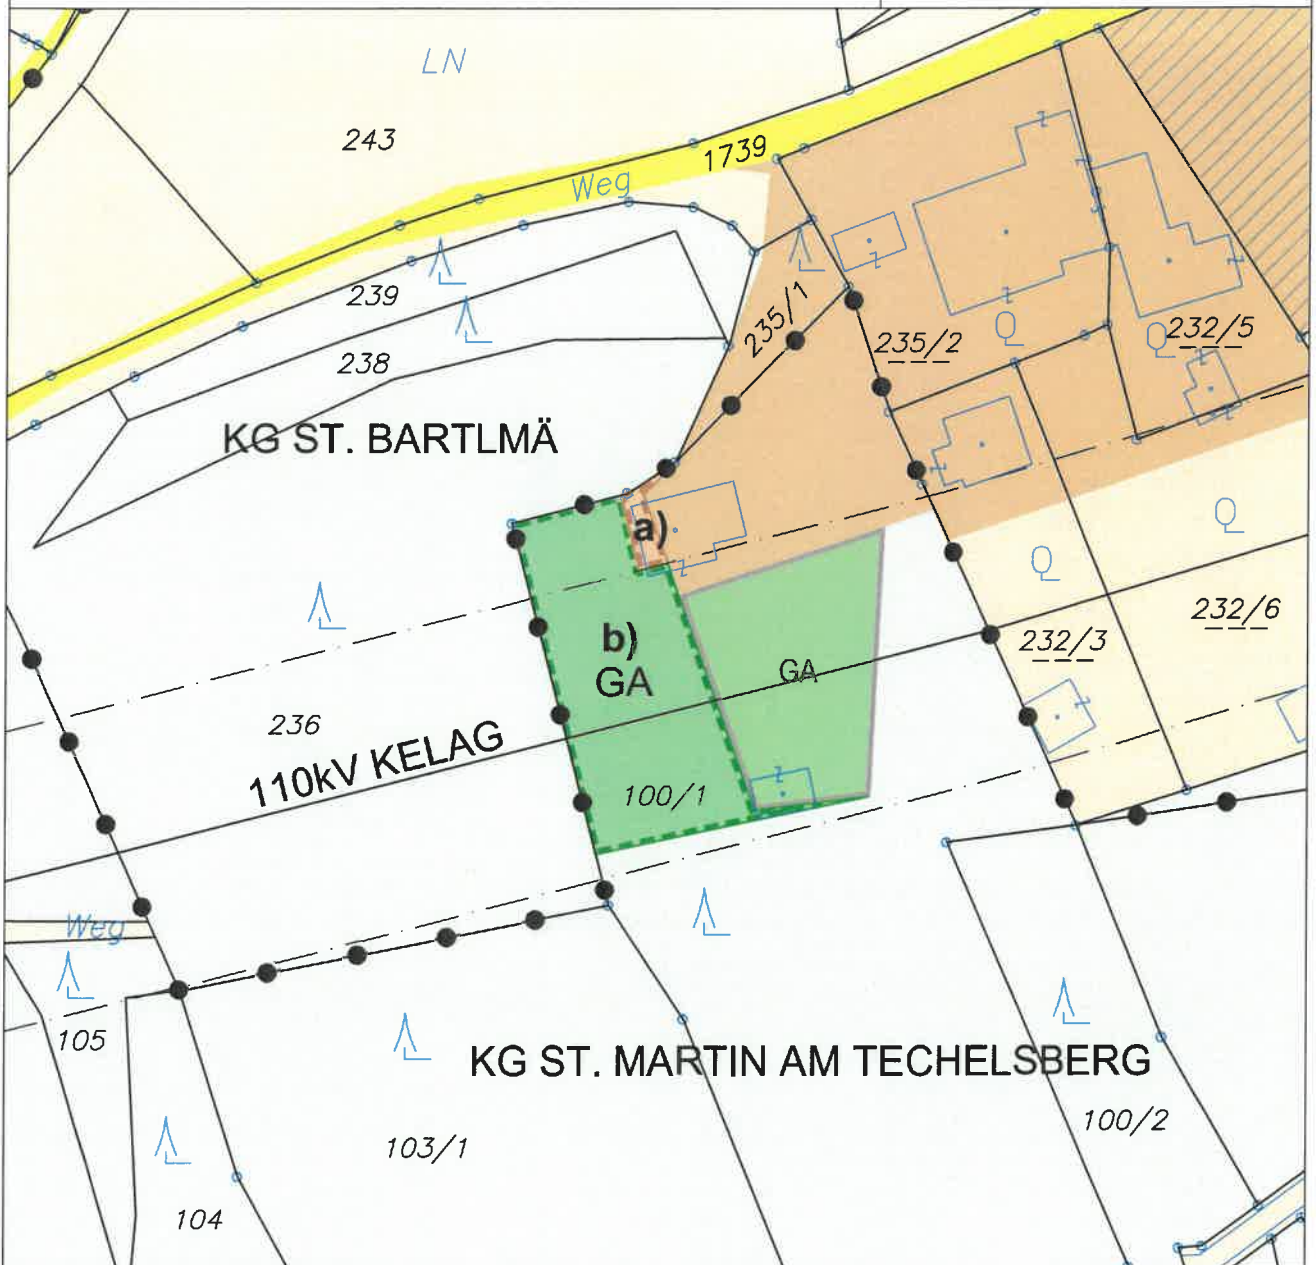 LN
243
1739
Weg
239
238
235/1
235/2
232/5
KG ST. BARTLMÄ
a)
b)
GA
GA
232/3
232/6
236
110kV KELAG
100/1
Weg
105
KG ST. MARTIN AM TECHELSBERG
100/2
103/1
104